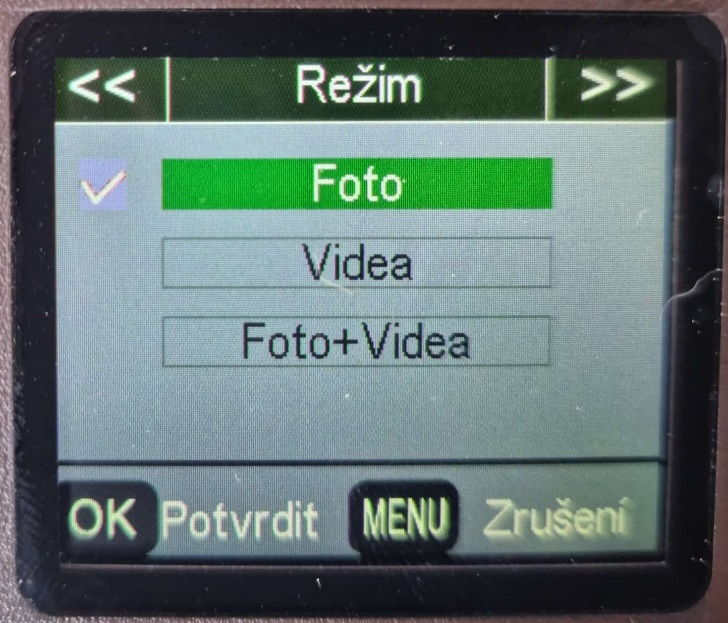 << Režim >>
Foto
Videa
Foto+Videa
OK Potvrdit MENU Zrušení